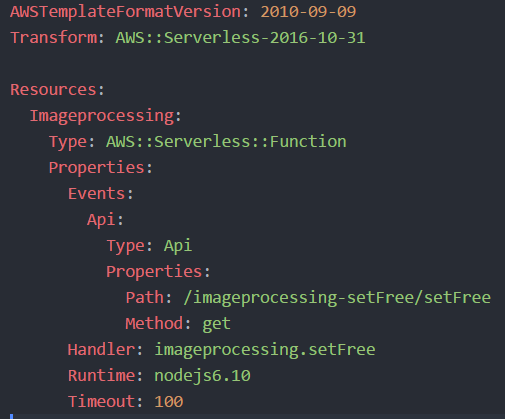 AWSTemplateFormatVersion: 2010-09-09
Transform: AWS::Serverless-2016-10-31

Resources:
  Imageprocessing:
    Type: AWS::Serverless::Function
    Properties:
      Events:
        Api:
          Type: Api
          Properties:
            Path: /imageprocessing-setFree/setFree
            Method: get
      Handler: imageprocessing.setFree
      Runtime: nodejs6.10
      Timeout: 100